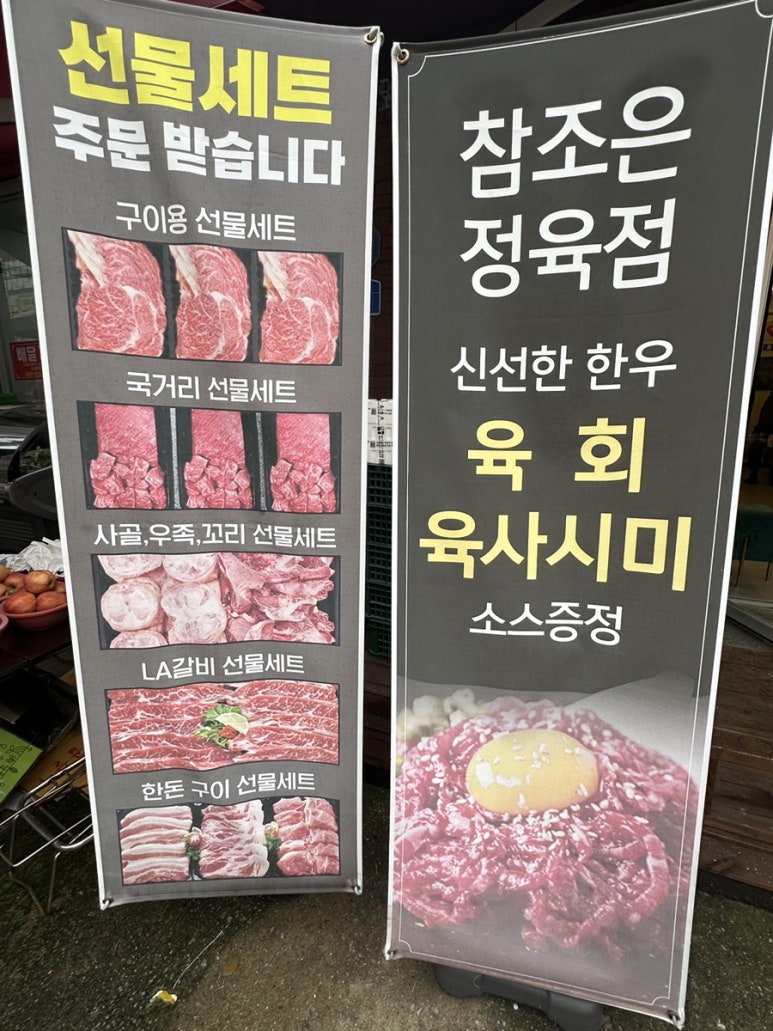 선물세트
주문 받습니다
구이용 선물세트
국거리 선물세트
사골,우족,꼬리 선물세트
LA갈비 선물세트
한돈 구이 선물세트
참조은
정육점
신선한 한우
육 회
육사시미
소스증정